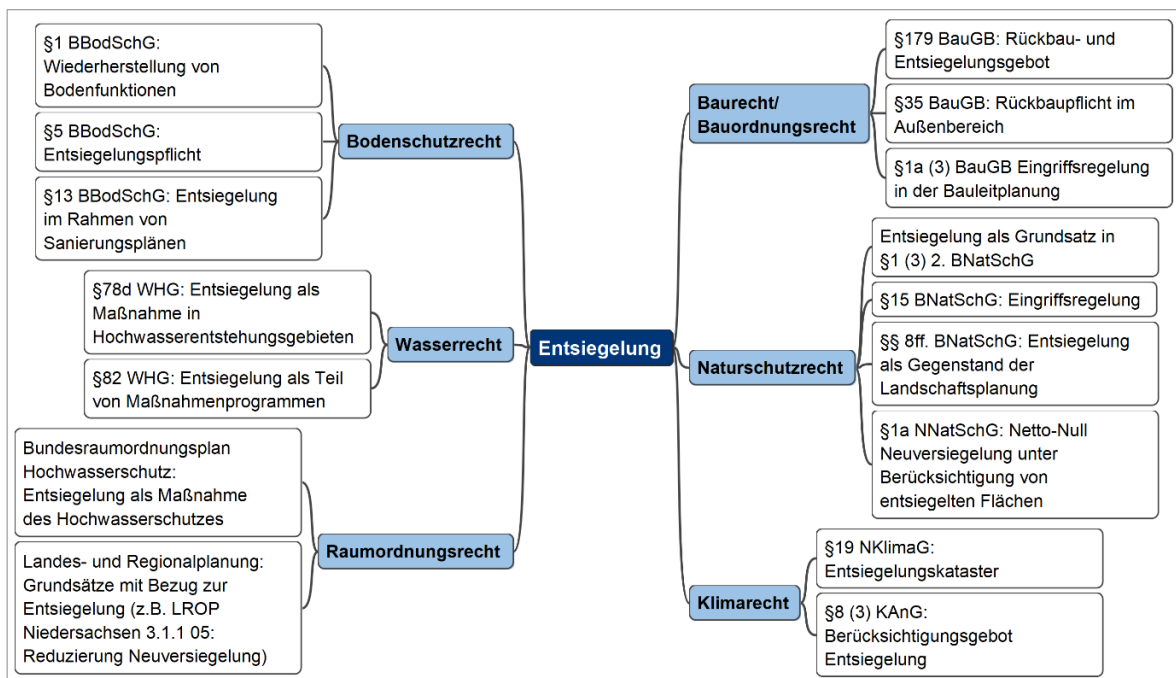 §1 BBodSchG:
Wiederherstellung von
Bodenfunktionen
§5 BBodSchG:
Entsiegelungspflicht
§13 BBodSchG: Entsiegelung
im Rahmen von
Sanierungsplänen
Bodenschutzrecht
§78d WHG: Entsiegelung als
Maßnahme in
Hochwasserentstehungsgebieten
§82 WHG: Entsiegelung als Teil
von Maßnahmenprogrammen
Wasserrecht
Bundesraumordnungsplan
Hochwasserschutz:
Entsiegelung als Maßnahme
des Hochwasserschutzes
Landes- und Regionalplanung:
Grundsätze mit Bezug zur
Entsiegelung (z.B. LROP
Niedersachsen 3.1.1 05:
Reduzierung Neuversiegelung)
Raumordnungsrecht
Entsiegelung
Baurecht/
Bauordnungsrecht
§179 BauGB: Rückbau- und
Entsiegelungsgebot
§35 BauGB: Rückbaupflicht im
Außenbereich
§1a (3) BauGB Eingriffsregelung
in der Bauleitplanung
Naturschutzrecht
Entsiegelung als Grundsatz in
§1 (3) 2. BNatSchG
§15 BNatSchG: Eingriffsregelung
§§ 8ff. BNatSchG: Entsiegelung
als Gegenstand der
Landschaftsplanung
§1a NNatSchG: Netto-Null
Neuversiegelung unter
Berücksichtigung von
entsiegelten Flächen
Klimarecht
§19 NKlimaG:
Entsiegelungskataster
§8 (3) KAnG:
Berücksichtigungsgebot
Entsiegelung